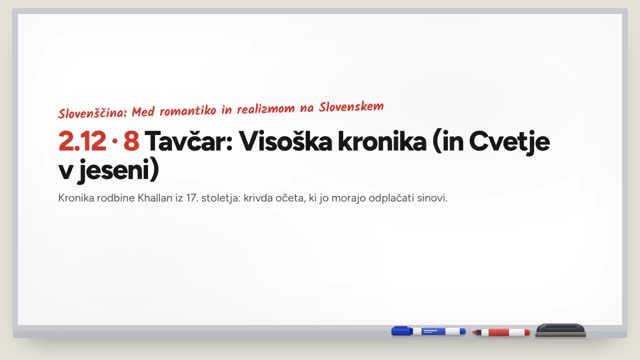 Slovenščina: Med romantiko in realizmom na Slovenskem
2.12 · 8 Tavčar: Visoška kronika (in Cvetje
v jeseni)
Kronika rodbine Khallan iz 17. stoletja: krivda očeta, ki jo morajo odplačati sinovi.